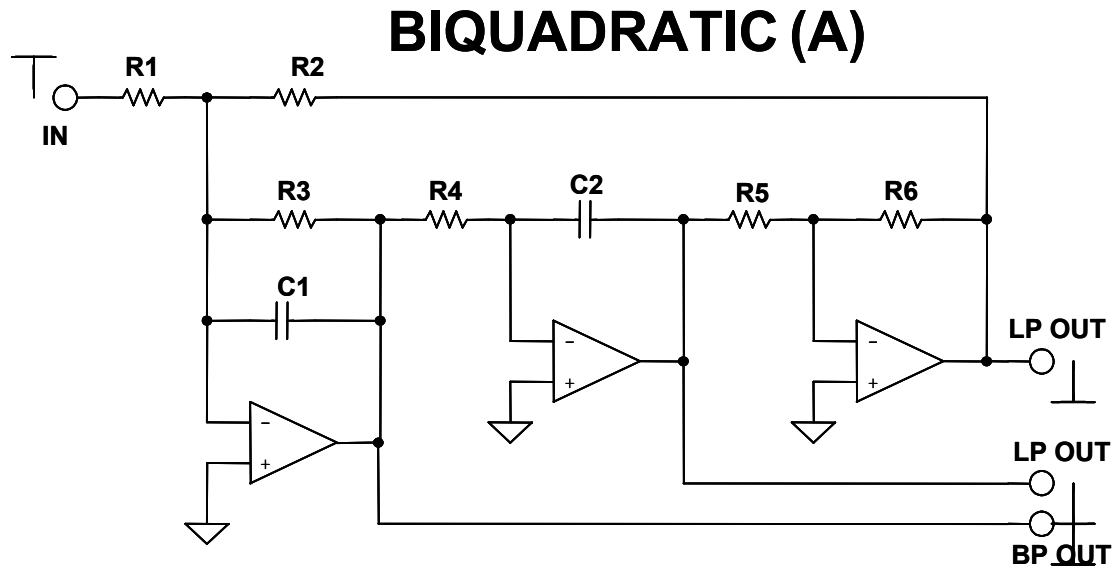 BIQUADRATIC (A)
R1
R2
IN
R3
R4
C2
R5
R6
C1
LP OUT
LP OUT
BP OUT